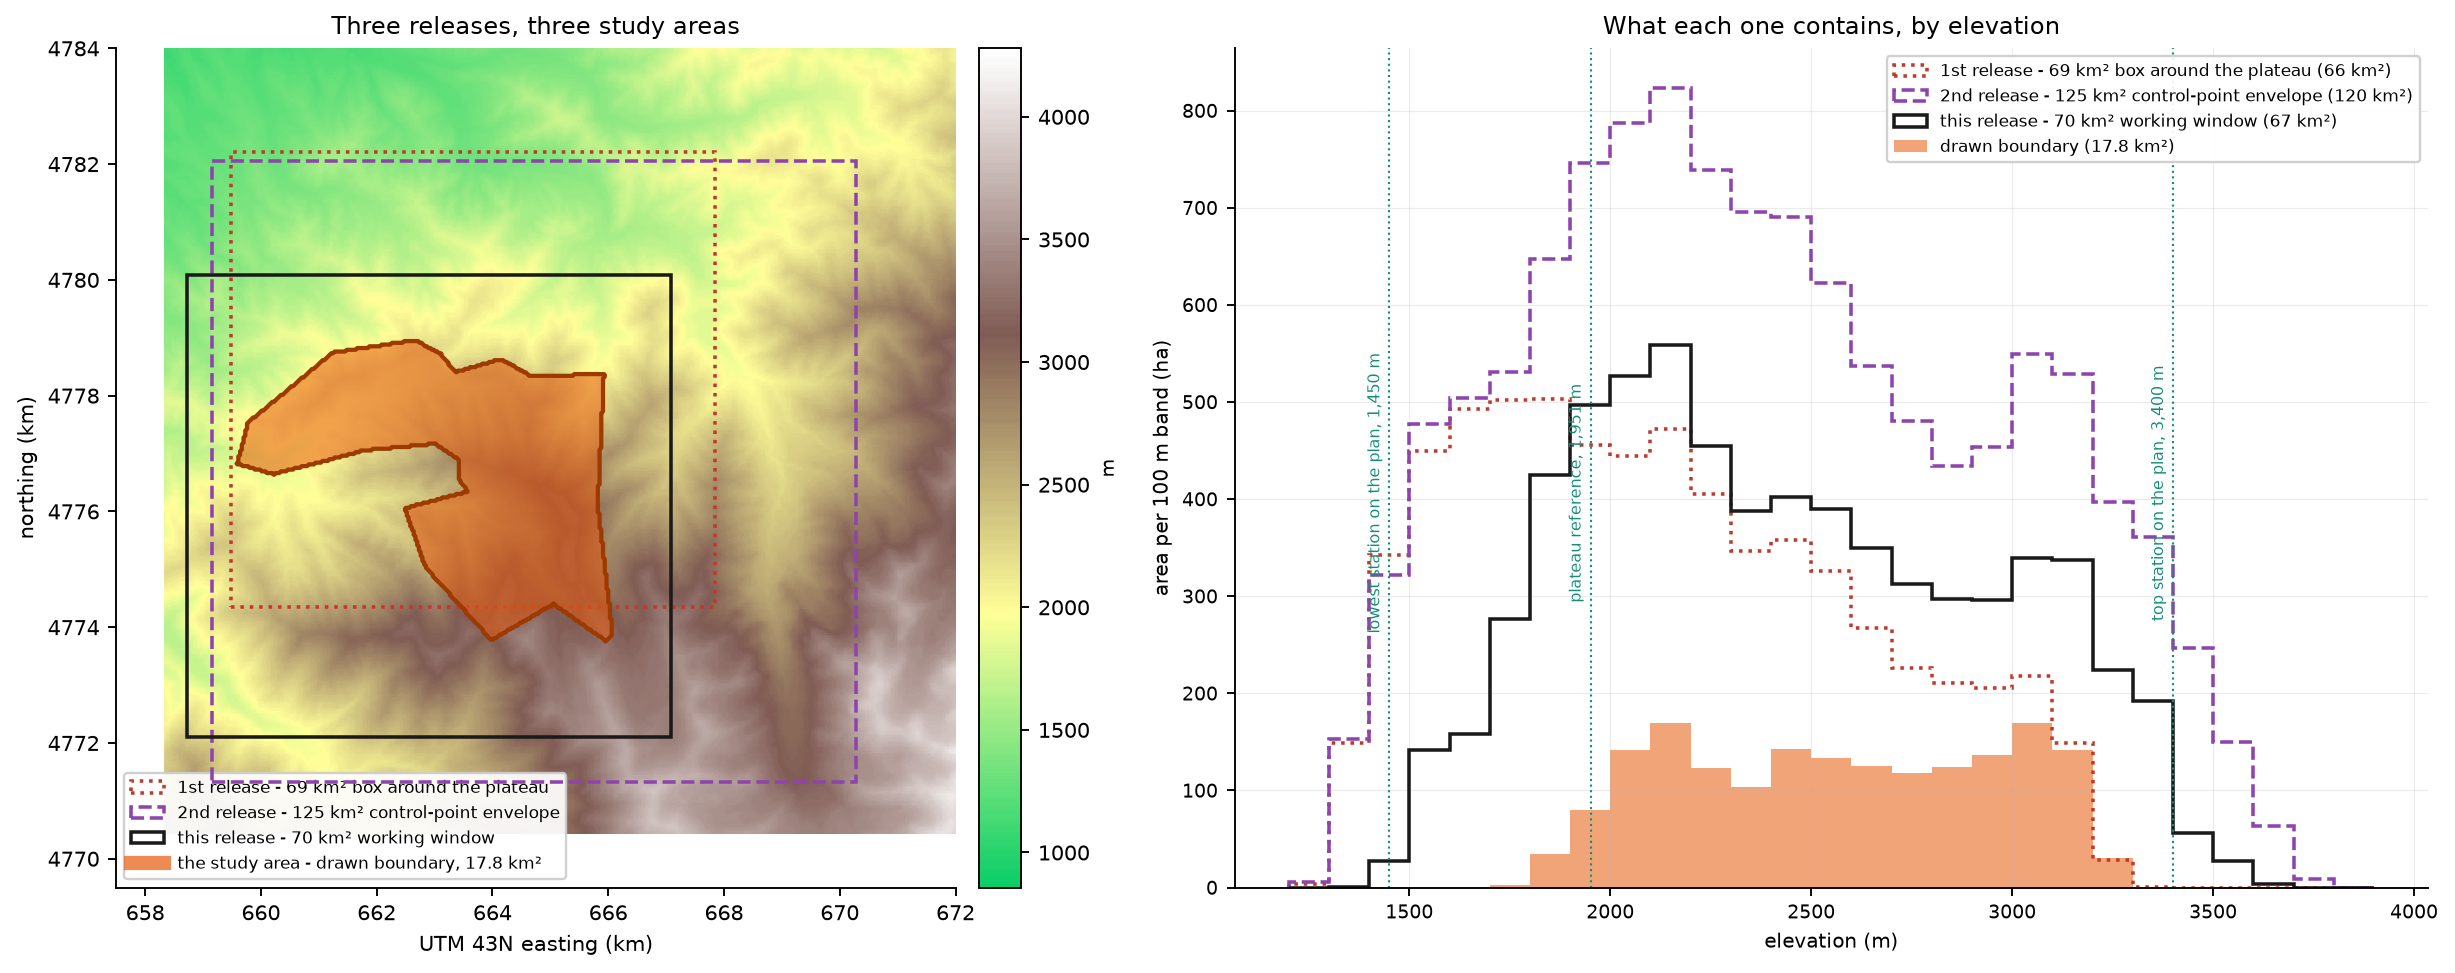 Three releases, three study areas
4784
4782
4780
4778
4776
4774
4772
4770
northing (km)
658
660
662
664
666
668
670
672
UTM 43N easting (km)
1st release - 69 km² box around the plateau
2nd release - 125 km² control-point envelope
this release - 70 km² working window
the study area - drawn boundary, 17.8 km²
4000
3500
3000
2500
2000
1500
1000
m
What each one contains, by elevation
1st release - 69 km² box around the plateau (66 km²)
2nd release - 125 km² control-point envelope (120 km²)
this release - 70 km² working window (67 km²)
drawn boundary (17.8 km²)
800
700
600
500
400
300
200
100
0
area per 100 m band (ha)
lowest station on the plan, 1,450 m
plateau reference, 1,951 m
top station on the plan, 3,400 m
1500
2000
2500
3000
3500
4000
elevation (m)